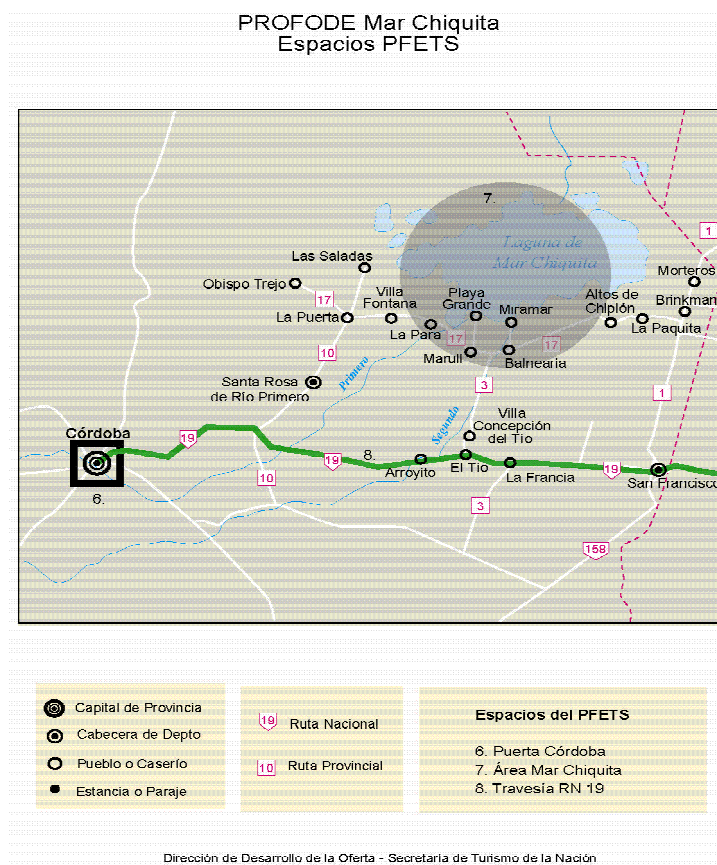 PROFODE Mar Chiquita
Espacios PFETS
7.
1
Laguna de
Mar Chiquita
Las Saladas
Morteros
Obispo Trejo
17
Villa
Fontana
Playa
Grande
Miramar
Altos de
Chipión
Brinkman
La Puerta
La Para
17
17
La Paquita
10
Marull
Balnearia
Primero
Santa Rosa
de Río Primero
3
1
Segundo
Villa
Concepción
del Tío
Córdoba
19
19
8.
Arroyito
El Tío
La Francia
19
San Francisco
6.
10
3
158
Capital de Provincia
Cabecera de Depto
Pueblo o Caserío
Estancia o Paraje
19 Ruta Nacional
10 Ruta Provincial
Espacios del PFETS
6. Puerta Córdoba
7. Área Mar Chiquita
8. Travesía RN 19
Dirección de Desarrollo de la Oferta - Secretaría de Turismo de la Nación